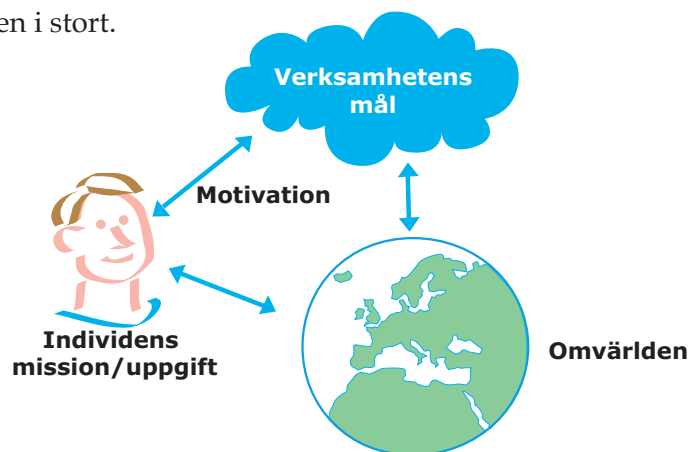 en i stort.
Verksamhetens
mål
Motivation
Individens
mission/uppgift
Omvärlden